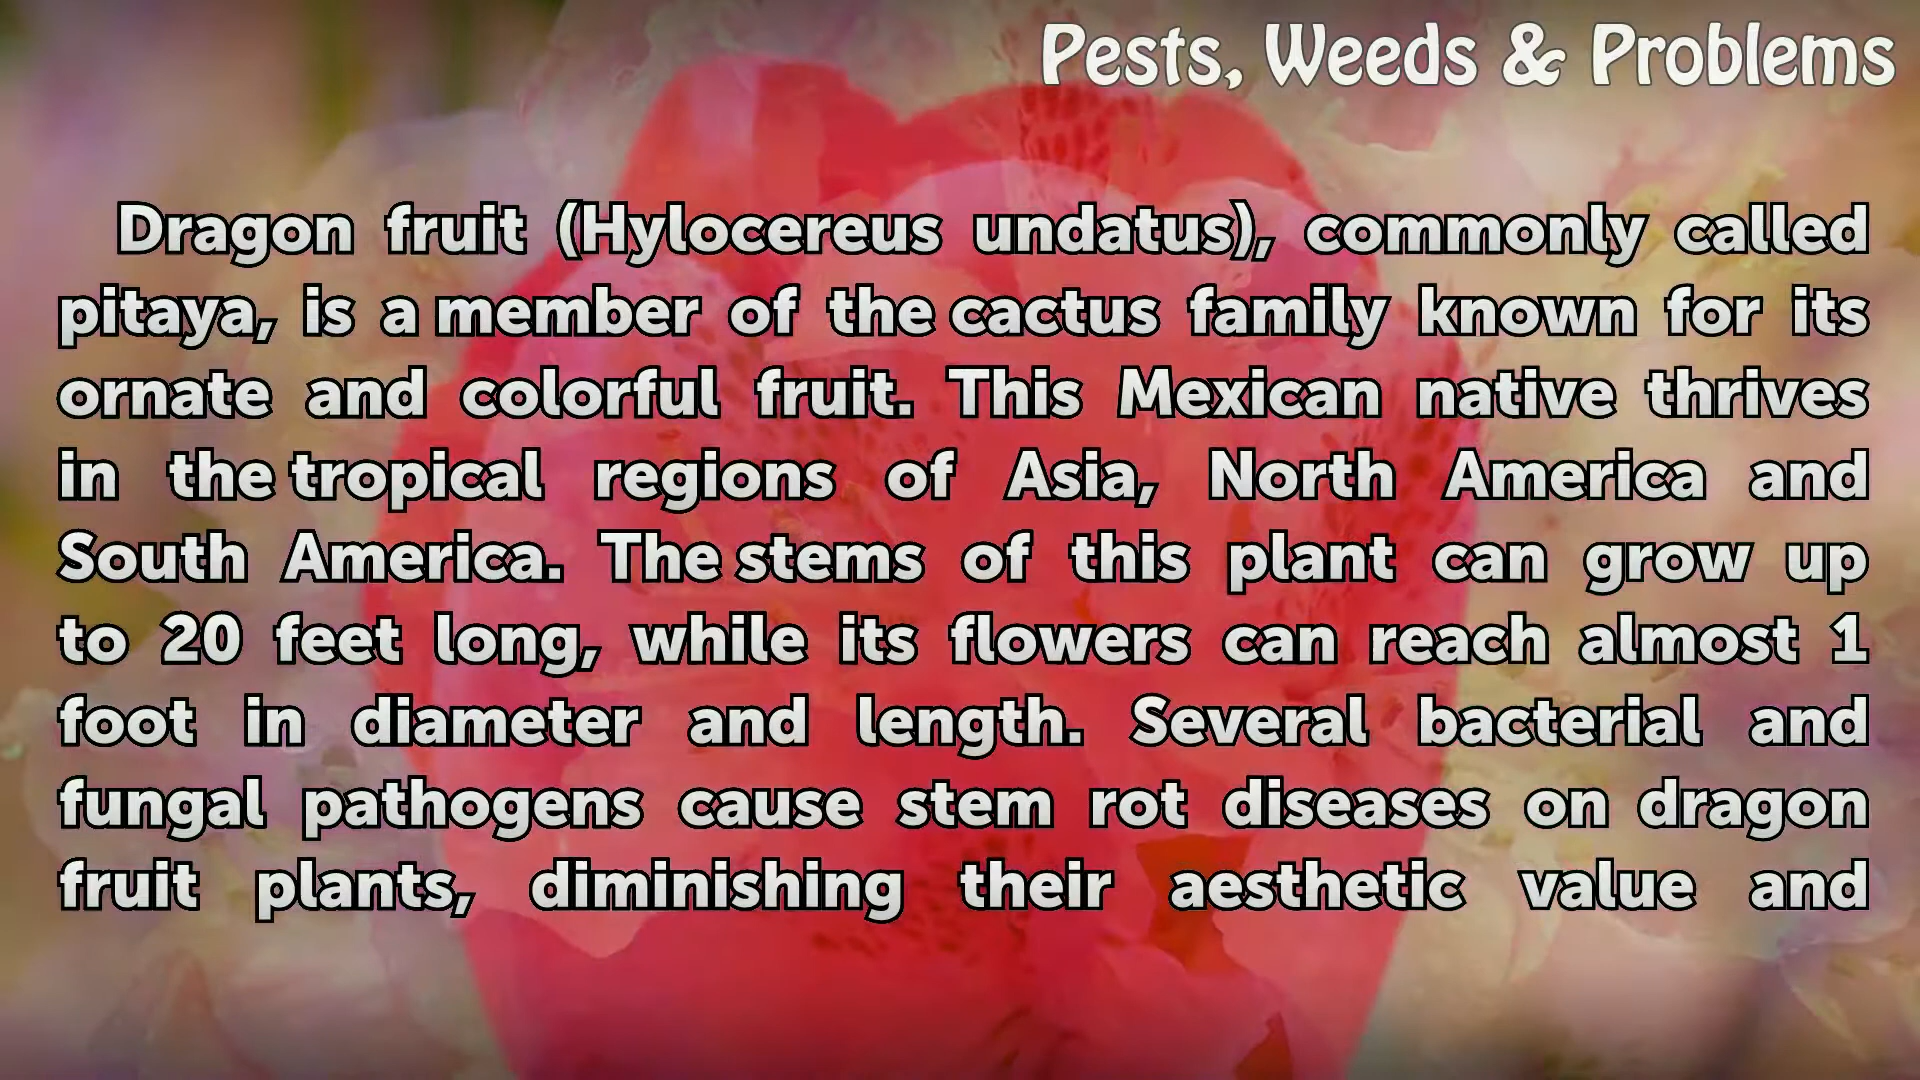 Pests, Weeds & Problems
Dragon fruit (Hylocereus undatus), commonly called
pitaya, is a member of the cactus family known for its
ornate and colorful fruit. This Mexican native thrives
in the tropical regions of Asia, North America and
South America. The stems of this plant can grow up
to 20 feet long, while its flowers can reach almost 1
foot in diameter and length. Several bacterial and
fungal pathogens cause stem rot diseases on dragon
fruit plants, diminishing their aesthetic value and